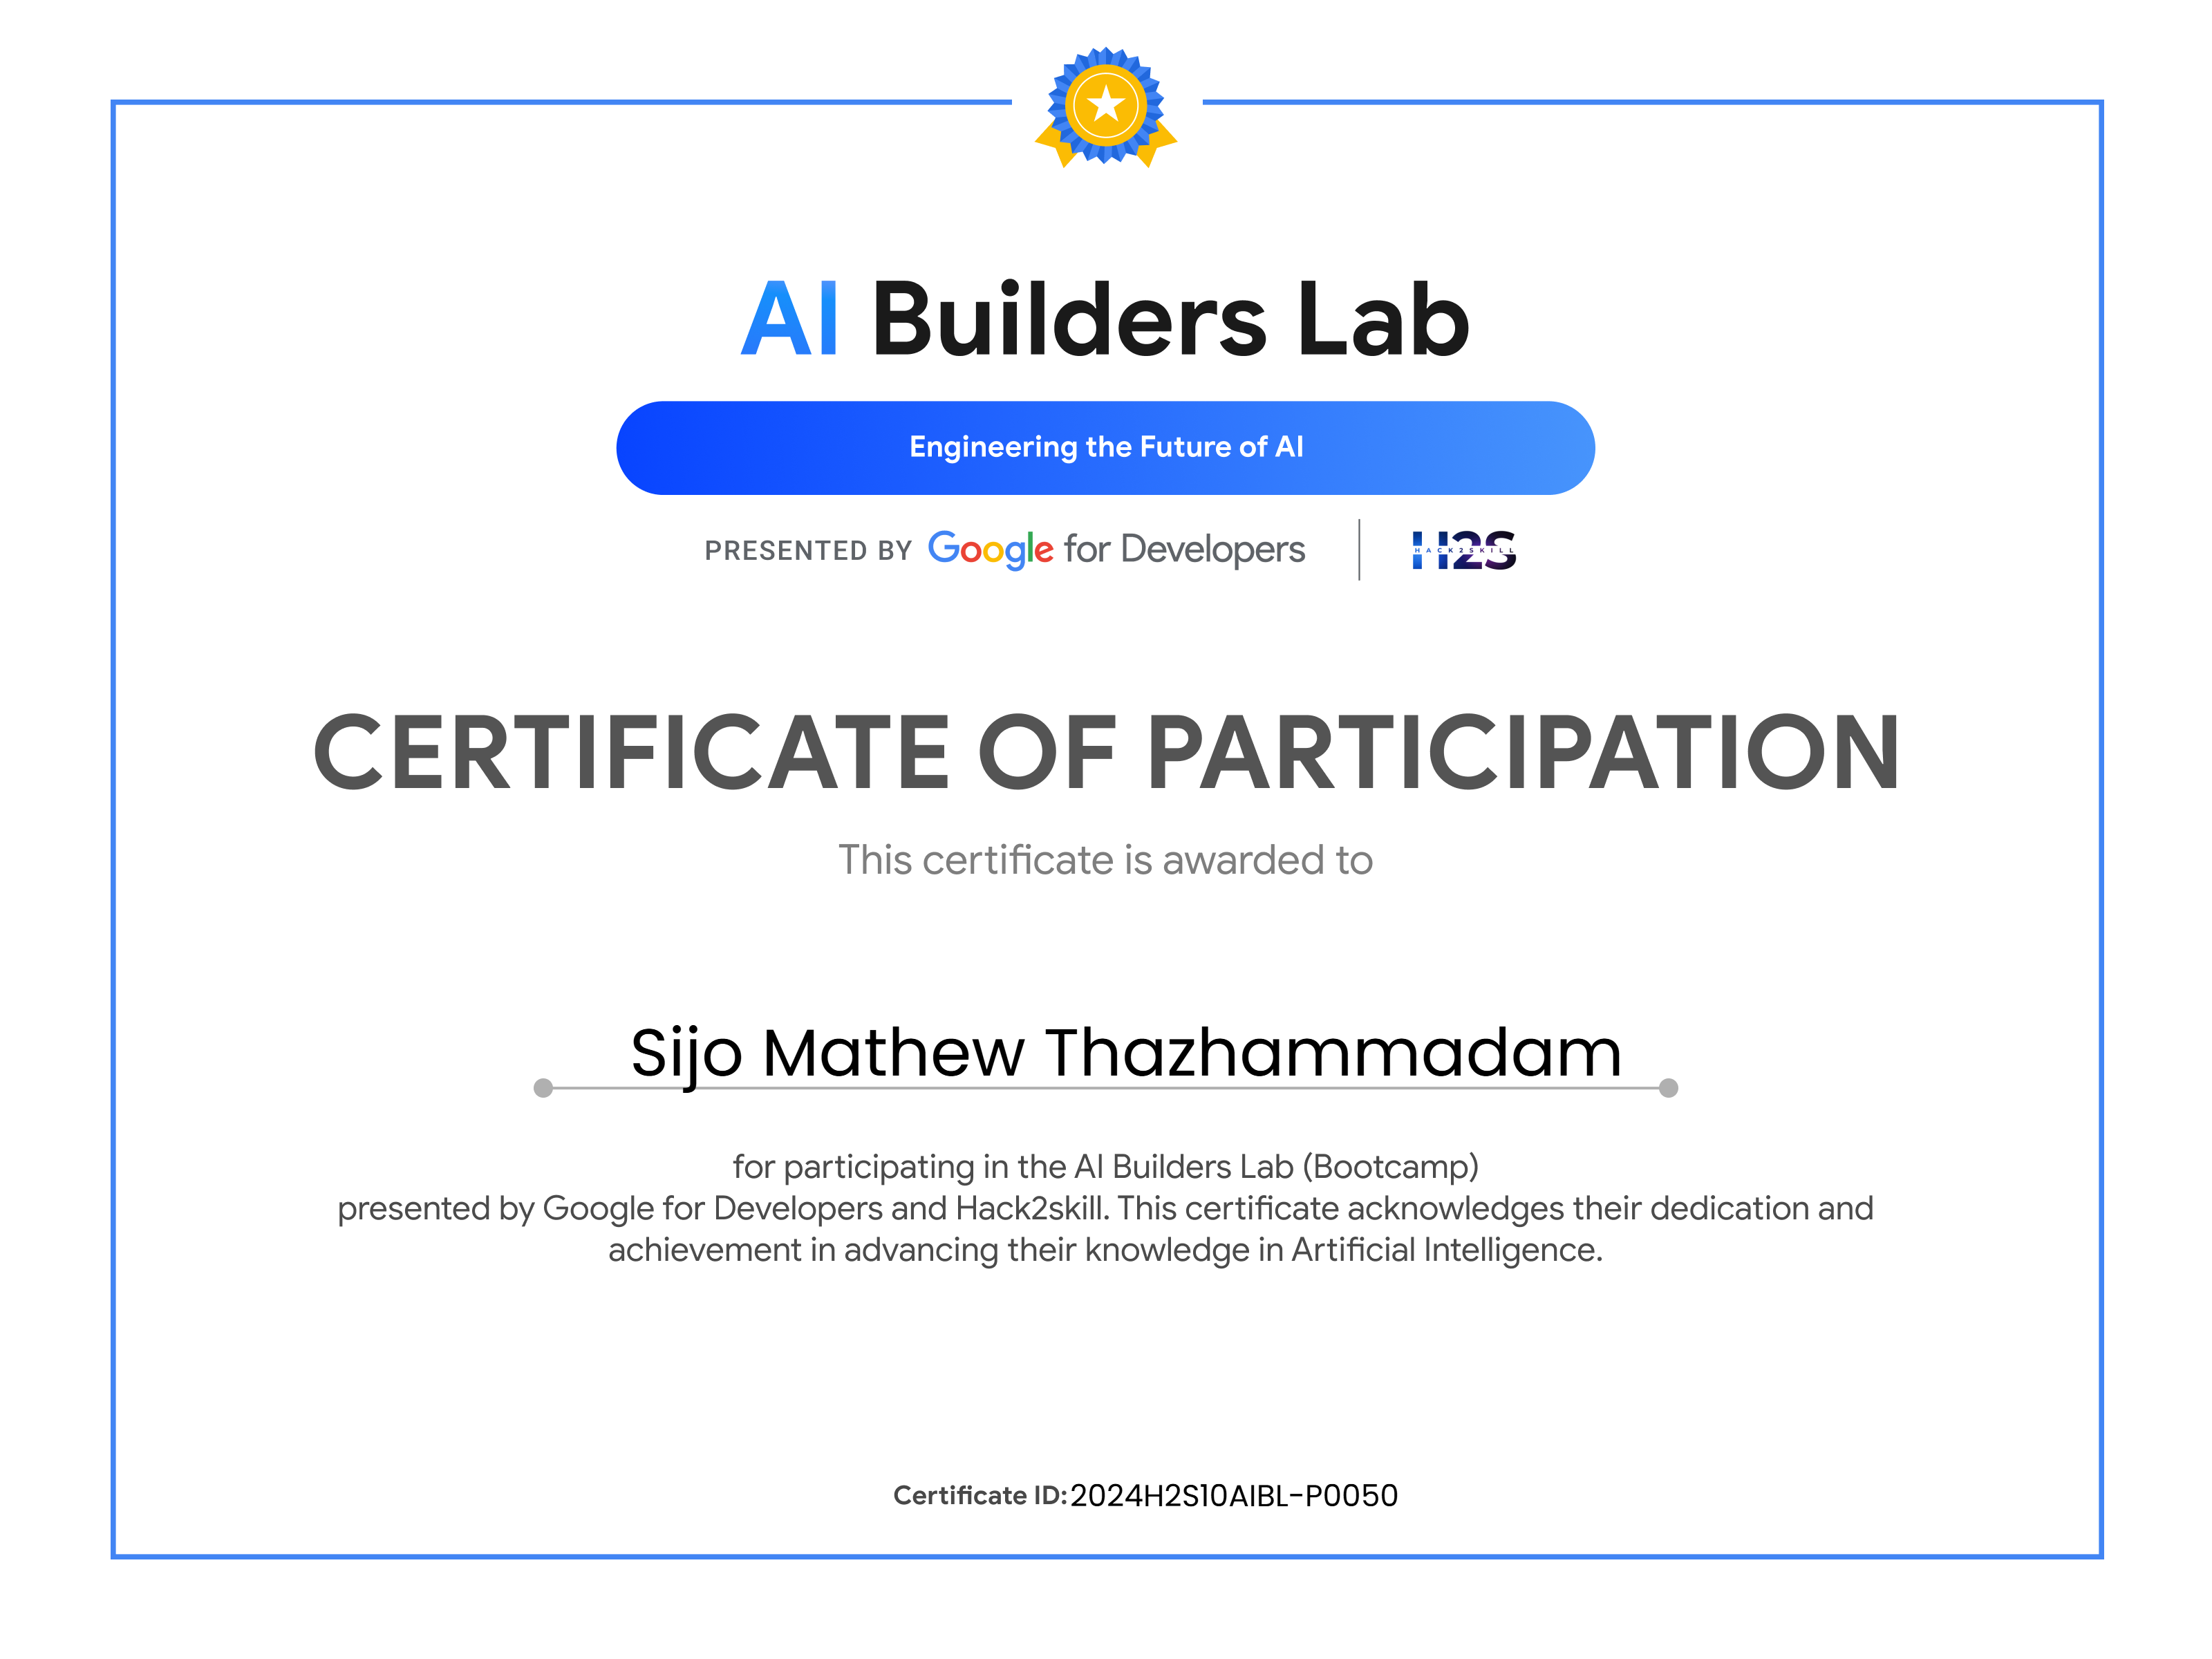 AI Builders Lab
Engineering the Future of AI
PRESENTED BY Google for Developers
H2S
HACK2SKILL
CERTIFICATE OF PARTICIPATION
This certificate is awarded to
Sijo Mathew Thazhammadam
for participating in the AI Builders Lab (Bootcamp)
presented by Google for Developers and Hack2skill. This certificate acknowledges their dedication and
achievement in advancing their knowledge in Artificial Intelligence.
Certificate ID: 2024H2S10AIBL-P0050